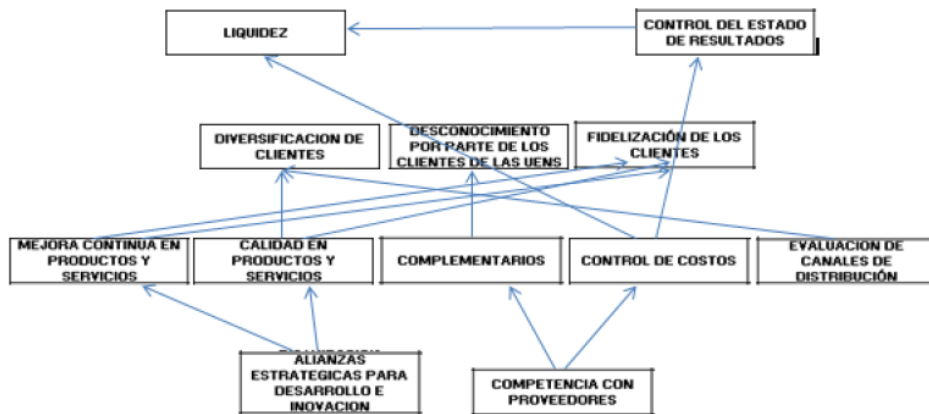 LIQUIDEZ
CONTROL DEL ESTADO
DE RESULTADOS
DIVERSIFICACION DE
CLIENTES
DESCONOCIMIENTO
POR PARTE DE LOS
CLIENTES DE LAS UENS
FIDELIZACIÓN DE LOS
CLIENTES
MEJORA CONTINUA EN
PRODUCTOS Y
SERVICIOS
CALIDAD EN
PRODUCTOS Y
SERVICIOS
COMPLEMENTARIOS
CONTROL DE COSTOS
EVALUACION DE
CANALES DE
DISTRIBUCIÓN
ALIANZAS
ESTRATEGICAS PARA
DESARROLLO E
INOVACION
COMPETENCIA CON
PROVEEDORES